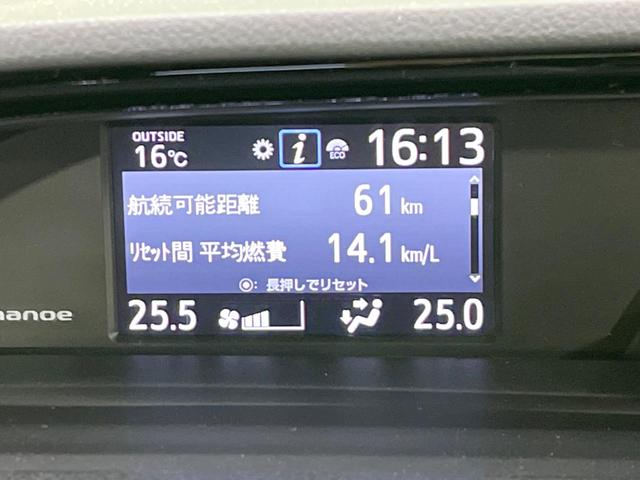 OUTSIDE
16℃
i
ECO
16:13
航続可能距離 61 km
ﾘｾｯﾄ間 平均燃費 14.1 km/L
: 長押しでリセット
25.5
25.0
nanoe